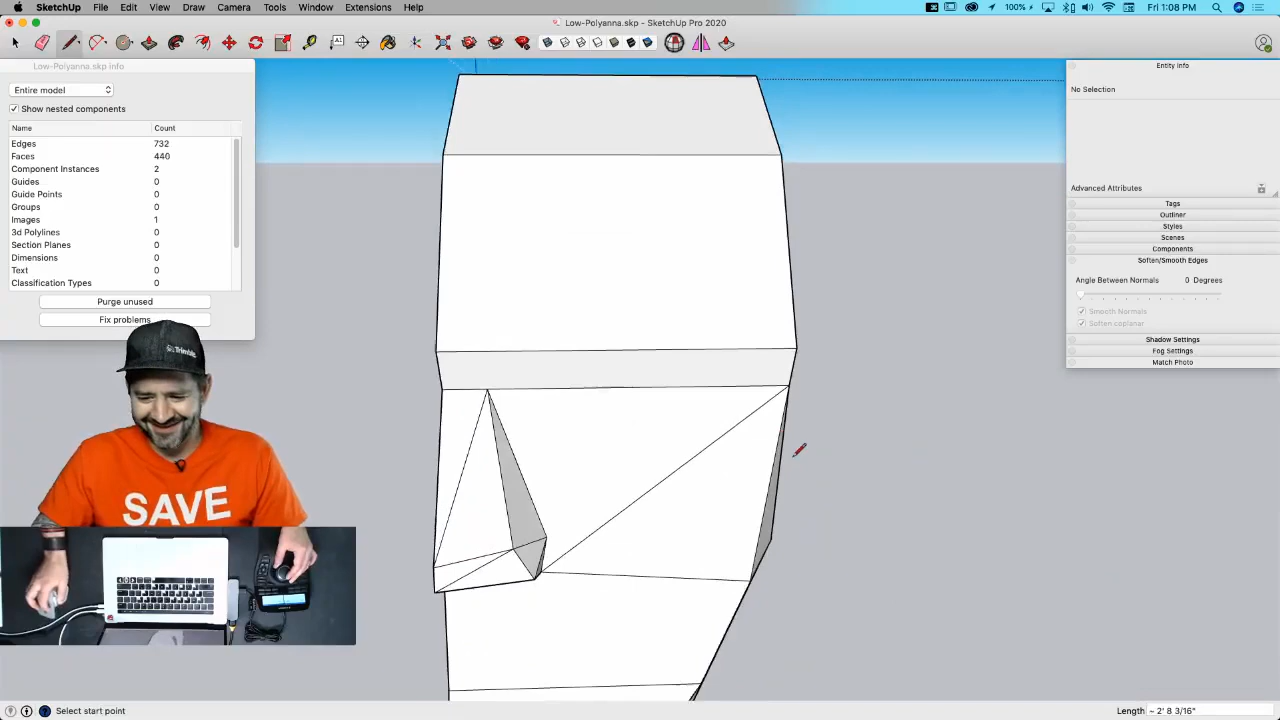 SketchUp File Edit View Draw Camera Tools Window Extensions Help 100% Fri 1:08 PM
Low-Polyanna.skp - SketchUp Pro 2020
Low-Polyanna.skp info
Entire model
Show nested components
Name Count
Edges 732
Faces 440
Component Instances 2
Guides 0
Guide Points 0
Groups 0
Images 1
3d Polylines 0
Section Planes 0
Dimensions 0
Text 0
Classification Types 0
Purge unused
Fix problems
Entity Info
No Selection
Advanced Attributes
Tags
Outliner
Styles
Scenes
Components
Soften/Smooth Edges
Angle Between Normals 0 Degrees
Smooth Normals
Soften coplanar
Shadow Settings
Fog Settings
Match Photo
Trimble
SAVE
Select start point
Length ~ 2' 8 3/16"